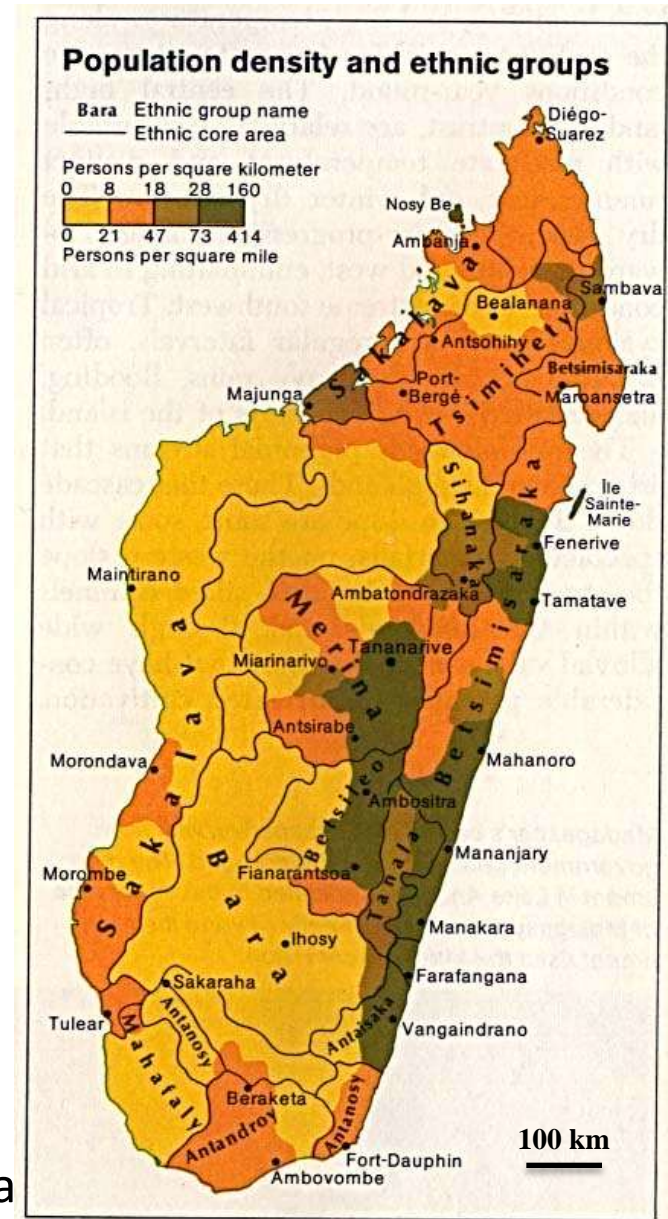 Population density and ethnic groups
Bara Ethnic group name
Ethnic core area
Persons per square kilometer
0 8 18 28 160
0 21 47 73 414
Persons per square mile
Diégo-
Suarez
Nosy Be
Ambanja
Sambava
Bealanana
Sakalava
Antsohihy
Betsimisaraka
Port-
Bergé
Tsimihety
Majunga
Maroansetra
Sihanaka
Île
Sainte-
Marie
Fenerive
Maintirano
Ambatondrazaka
Tamatave
Merina
Tananarive
Miarinarivo
Betsimisaraka
Antsirabe
Morondava
Mahanoro
Sakalava
Betsileo
Ambositra
Bara
Mananjary
Fianarantsoa
Tanala
Morombe
Manakara
Ihosy
Sakaraha
Farafangana
Antanosy
Tulear
Antaisaka
Vangaindrano
Mahafaly
Beraketa
Antandroy
Antanosy
100 km
Fort-Dauphin
Ambovombe
a